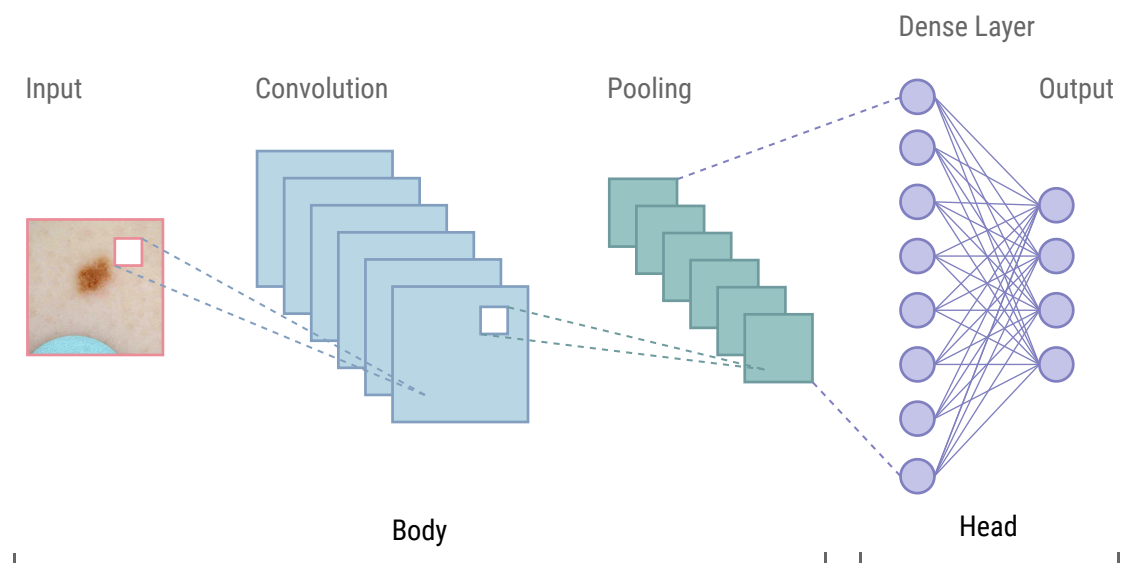 Dense Layer
Input
Convolution
Pooling
Output
Body
Head